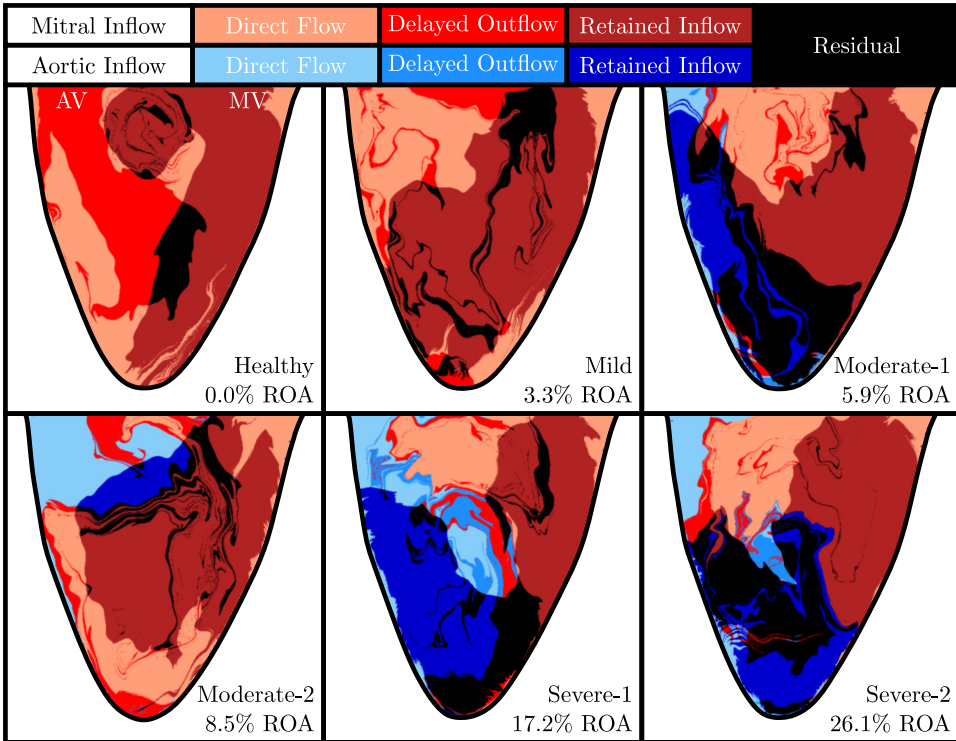 Mitral Inflow Direct Flow Delayed Outflow Retained Inflow Residual
Aortic Inflow Direct Flow Delayed Outflow Retained Inflow
AV MV
Healthy
0.0% ROA
Mild
3.3% ROA
Moderate-1
5.9% ROA
Moderate-2
8.5% ROA
Severe-1
17.2% ROA
Severe-2
26.1% ROA